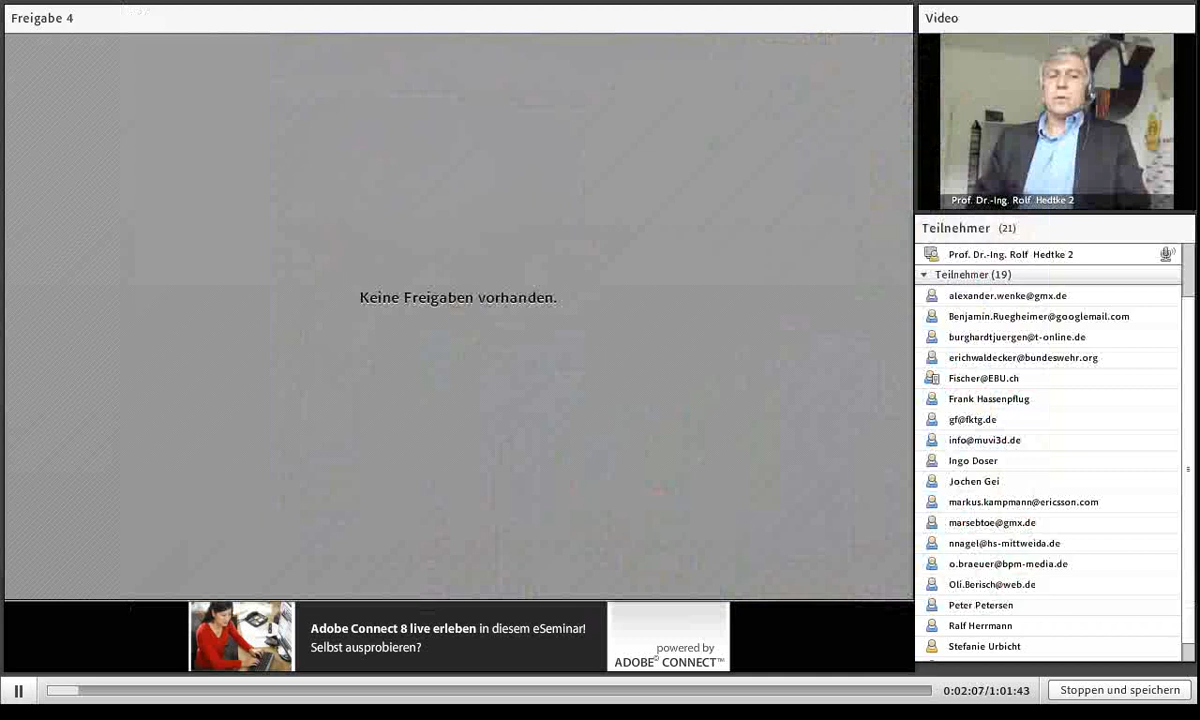 Freigabe 4
Keine Freigaben vorhanden.
Adobe Connect 8 live erleben in diesem eSeminar!
Selbst ausprobieren?
powered by
ADOBE® CONNECT™
Video
Prof. Dr.-Ing. Rolf Hedtke 2
Teilnehmer (21)
Prof. Dr.-Ing. Rolf Hedtke 2
Teilnehmer (19)
alexander.wenke@gmx.de
Benjamin.Ruegheimer@googlemail.com
burghardtjuergen@t-online.de
erichwaldecker@bundeswehr.org
Fischer@EBU.ch
Frank Hassenpflug
gf@fktg.de
info@muvi3d.de
Ingo Doser
Jochen Gei
markus.kampmann@ericsson.com
marsebtoe@gmx.de
nnagel@hs-mittweida.de
o.braeuer@bpm-media.de
Oli.Berisch@web.de
Peter Petersen
Ralf Herrmann
Stefanie Urbicht
0:02:07/1:01:43
Stoppen und speichern